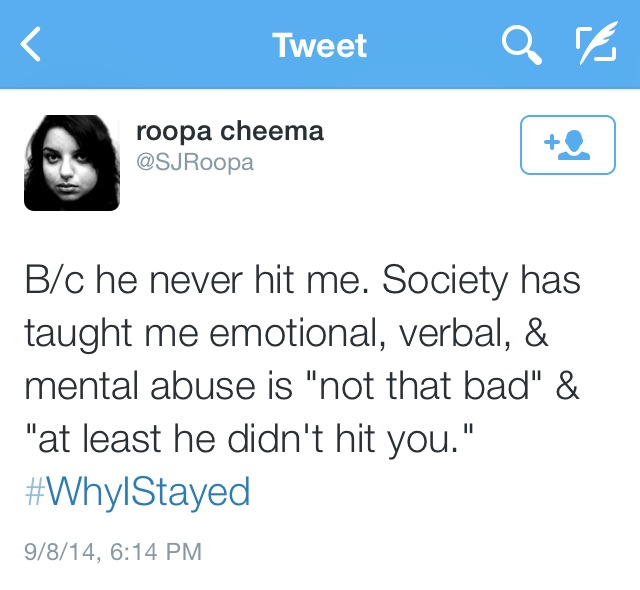 Tweet
roopa cheema
@SJRoopa
B/c he never hit me. Society has
taught me emotional, verbal, &
mental abuse is "not that bad" &
"at least he didn't hit you."
#WhyIStayed
9/8/14, 6:14 PM